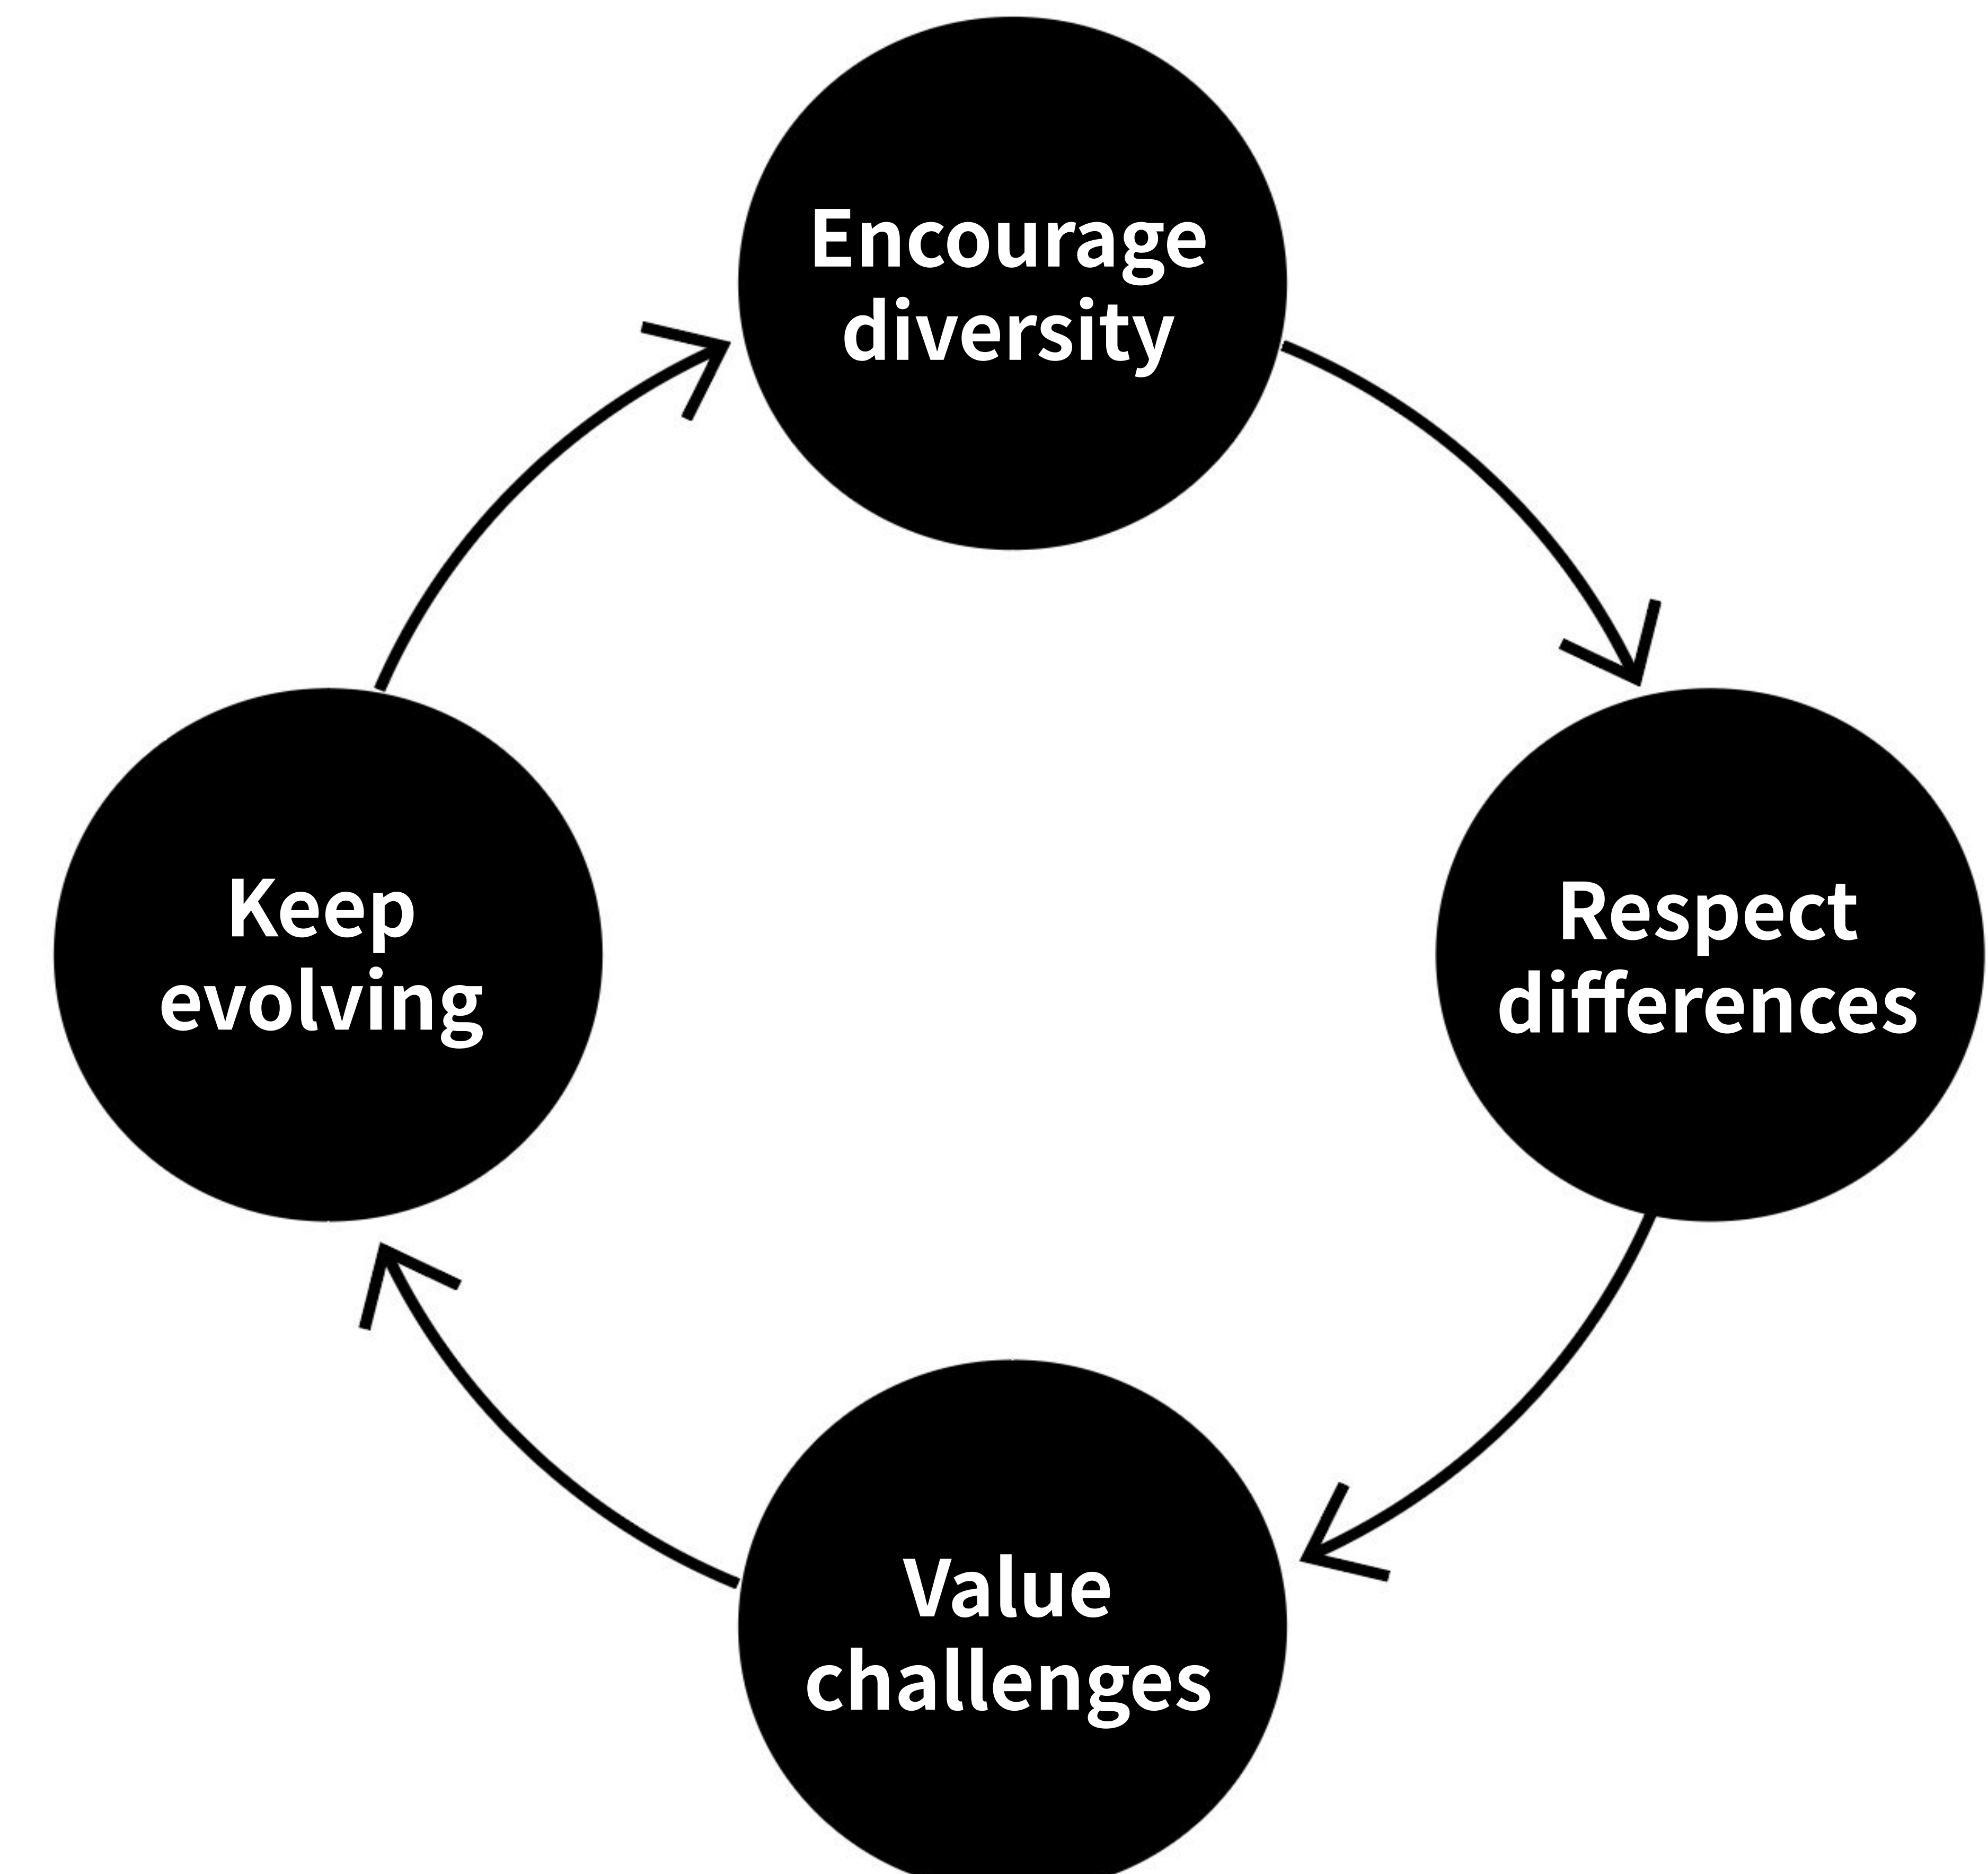 Encourage
diversity
Respect
differences
Value
challenges
Keep
evolving